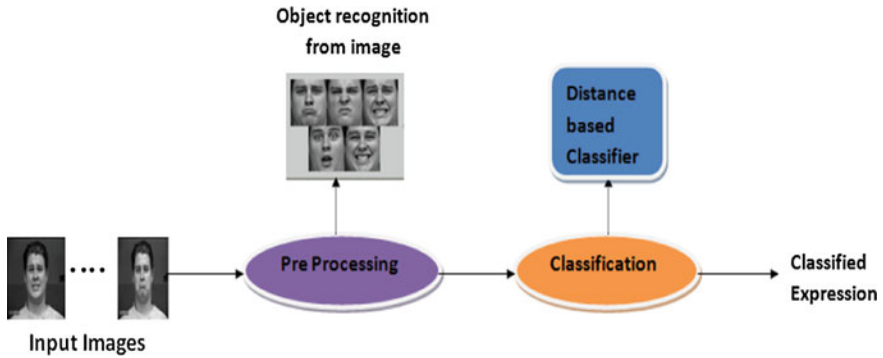 Object recognition
from image
Distance
based
Classifier
Pre Processing
Classification
Classified
Expression
Input Images